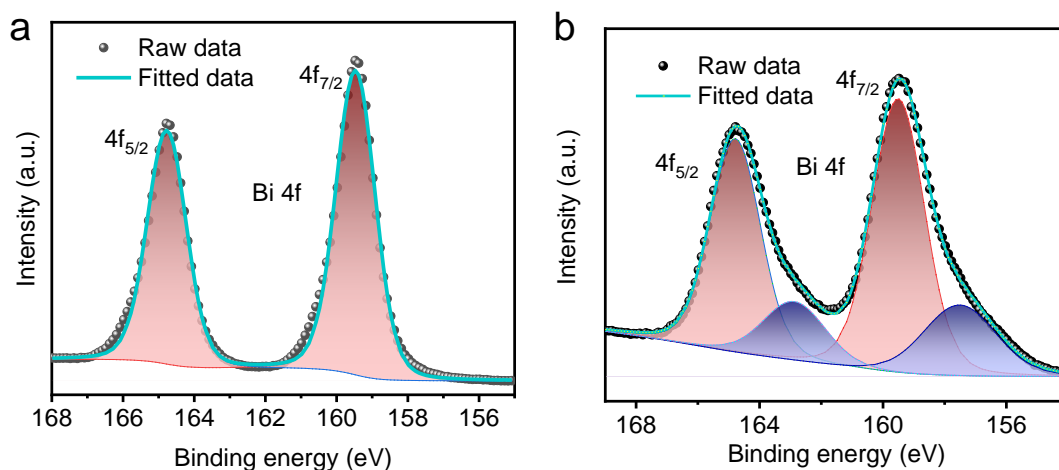 a
Raw data
Fitted data
4f7/2
4f5/2
Bi 4f
Intensity (a.u.)
168 166 164 162 160 158 156
Binding energy (eV)
b
Raw data
Fitted data
4f7/2
4f5/2
Bi 4f
Intensity (a.u.)
168 164 160 156
Binding energy (eV)